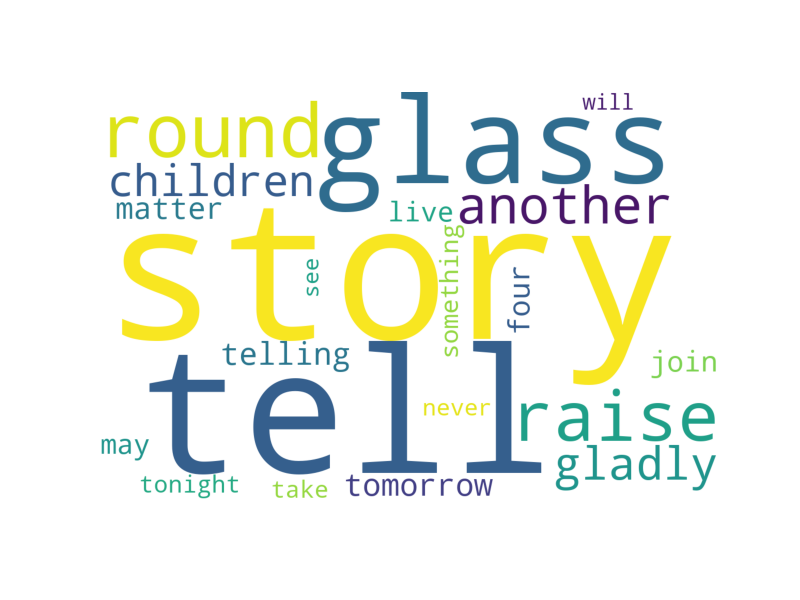 will
round glass
children
matter live another
story
see something four
telling join
tell never raise
may gladly
tonight take tomorrow